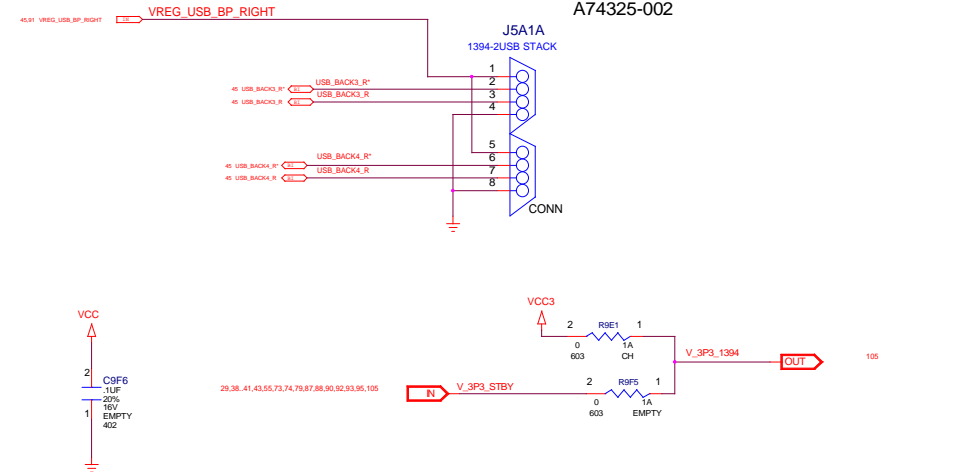 A74325-002
45,91 VREG_USB_BP_RIGHT
VREG_USB_BP_RIGHT
J5A1A
1394-2USB STACK
1
2
3
4
45 USB_BACK3_R*
USB_BACK3_R*
45 USB_BACK3_R
USB_BACK3_R
5
6
7
8
45 USB_BACK4_R*
USB_BACK4_R*
45 USB_BACK4_R
USB_BACK4_R
CONN
VCC
2
C9F6
.1UF
20%
16V
1
EMPTY
402
VCC3
2 R9E1 1
0 1A
603 CH
V_3P3_1394
OUT
105
29,38..41,43,55,73,74,79,87,88,90,92,93,95,105
IN
V_3P3_STBY
2 R9F5 1
0 1A
603 EMPTY